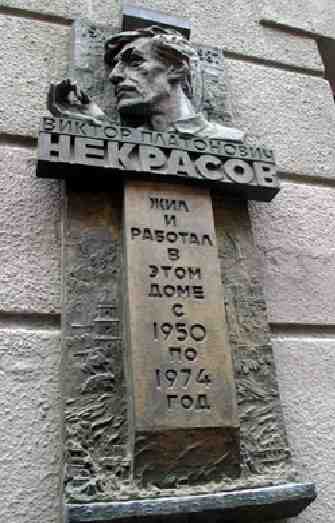 ВИКТОР ПЛАТОНОВИЧ
НЕКРАСОВ
ЖИЛ И
РАБОТАЛ
В
ЭТОМ
ДОМЕ
С
1950
ПО
1974
ГОД